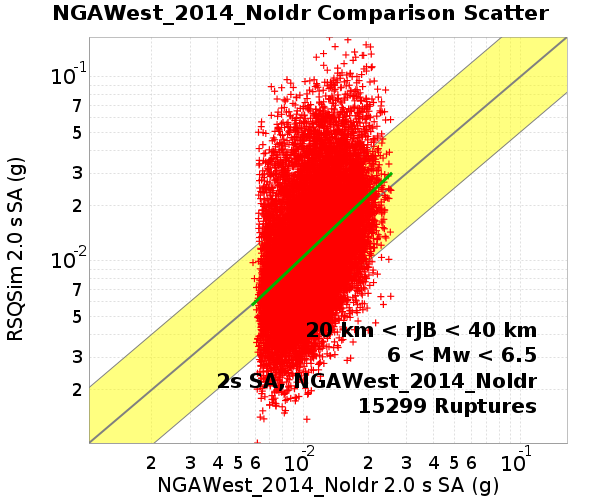 NGAWest_2014_NoIdr Comparison Scatter
RSQSim 2.0 s SA (g)
10-1
7
5
3
2
10-2
7
5
3
2
20 km < rJB < 40 km
6 < Mw < 6.5
2s SA, NGAWest_2014_NoIdr
15299 Ruptures
2 3 4 5 6 10-2 2 3 4 5 6 10-1
NGAWest_2014_NoIdr 2.0 s SA (g)